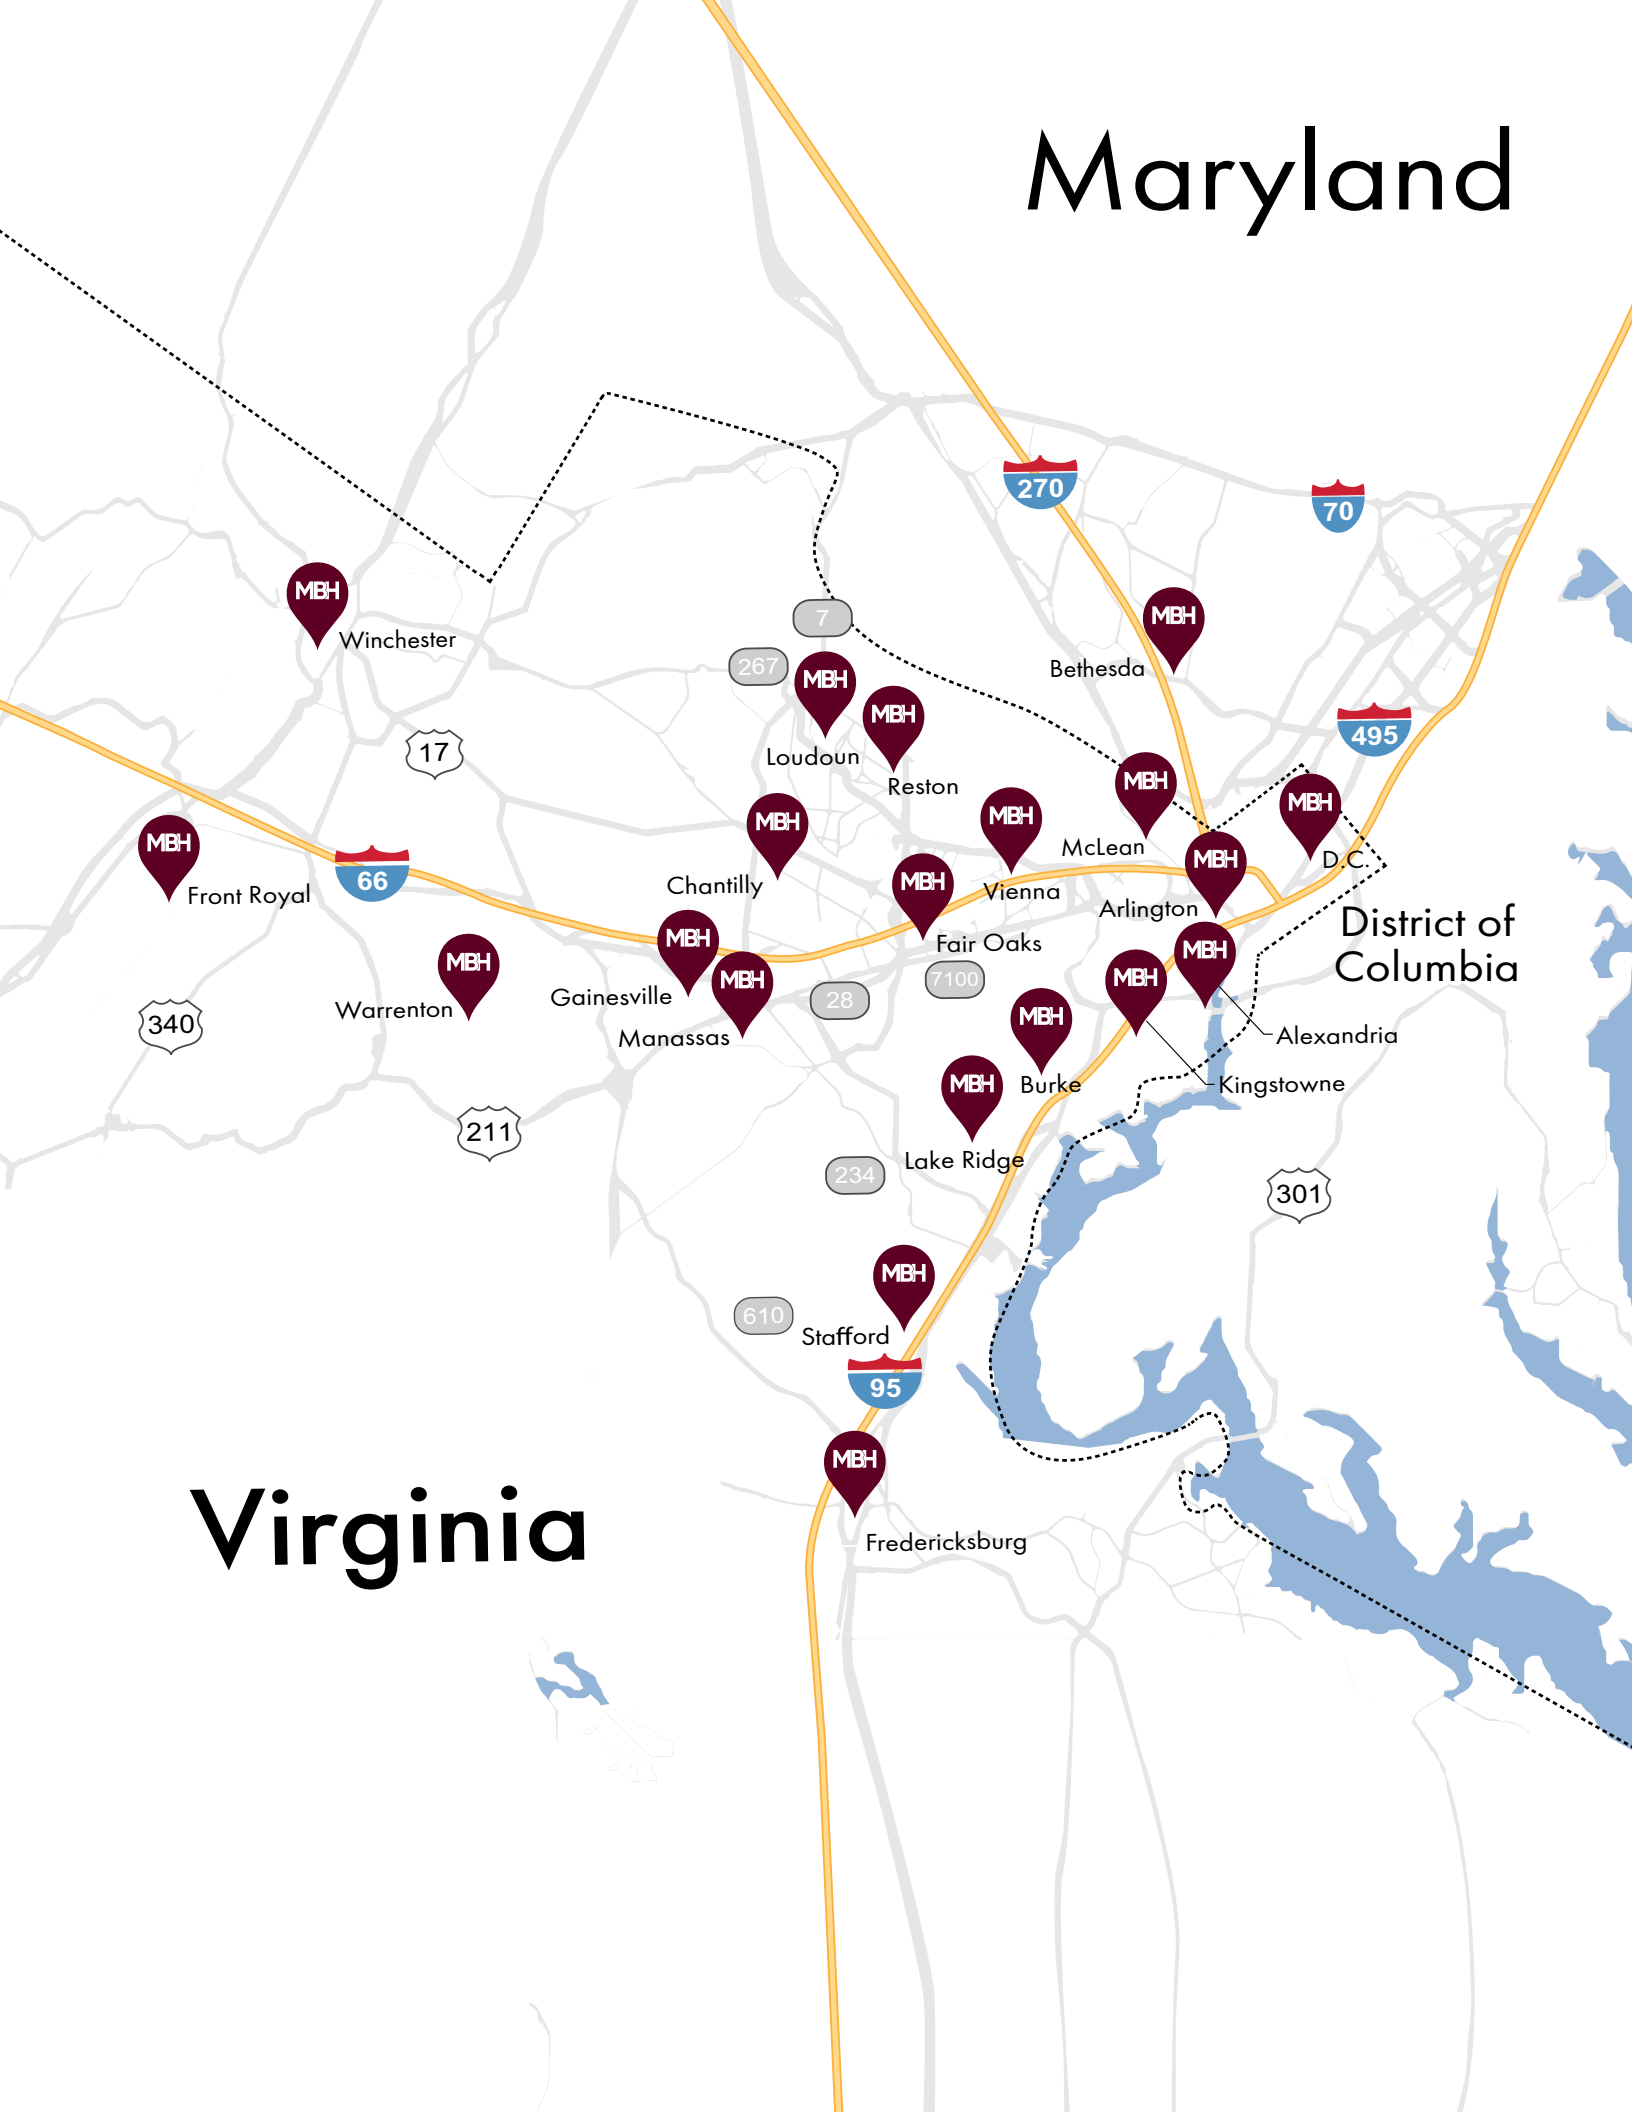 Maryland
270
70
MBH
Winchester
MBH
Bethesda
7
267
MBH
Loudoun
MBH
Reston
17
495
MBH
McLean
MBH
D.C.
MBH
Chantilly
MBH
Vienna
MBH
Front Royal
66
MBH
Fair Oaks
MBH
Arlington
District of
Columbia
MBH
Warrenton
MBH
Gainesville
MBH
Manassas
28
7100
MBH
Kingstowne
MBH
Alexandria
340
MBH
Burke
MBH
Lake Ridge
211
234
301
MBH
Stafford
610
95
MBH
Fredericksburg
Virginia